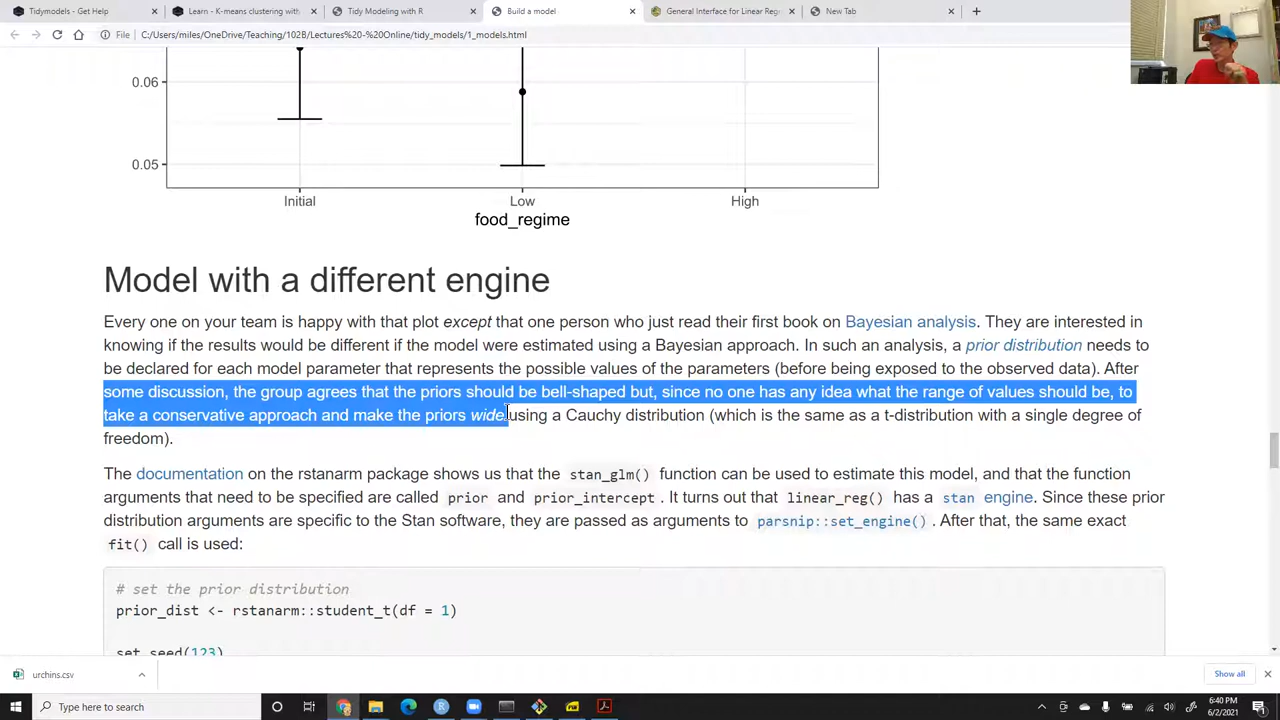 Tidymodels - Get
Learn - K-means clustering with
Tidy Modeling with R
Build a model
General Interface for Linear Regr
New Tab
File
C:/Users/miles/OneDrive/Teaching/102B/Lectures%20-%20Online/tidy_models/1_models.html
0.06
0.05
Initial
Low
High
food_regime
Model with a different engine
Every one on your team is happy with that plot except that one person who just read their first book on Bayesian analysis. They are interested in
knowing if the results would be different if the model were estimated using a Bayesian approach. In such an analysis, a prior distribution needs to
be declared for each model parameter that represents the possible values of the parameters (before being exposed to the observed data). After
some discussion, the group agrees that the priors should be bell-shaped but, since no one has any idea what the range of values should be, to
take a conservative approach and make the priors wide using a Cauchy distribution (which is the same as a t-distribution with a single degree of
freedom).
The documentation on the rstanarm package shows us that the stan_glm() function can be used to estimate this model, and that the function
arguments that need to be specified are called prior and prior_intercept. It turns out that linear_reg() has a stan engine. Since these prior
distribution arguments are specific to the Stan software, they are passed as arguments to parsnip::set_engine(). After that, the same exact
fit() call is used:
# set the prior distribution
prior_dist <- rstanarm::student_t(df = 1)
set.seed(123)
urchins.csv
Show all
Type here to search
6:40 PM
6/2/2021